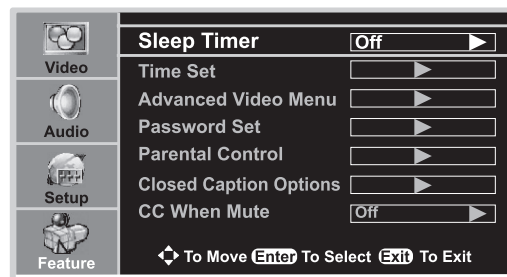 Video
Audio
Setup
Feature
Sleep Timer Off
Time Set
Advanced Video Menu
Password Set
Parental Control
Closed Caption Options
CC When Mute Off
To Move Enter To Select Exit To Exit